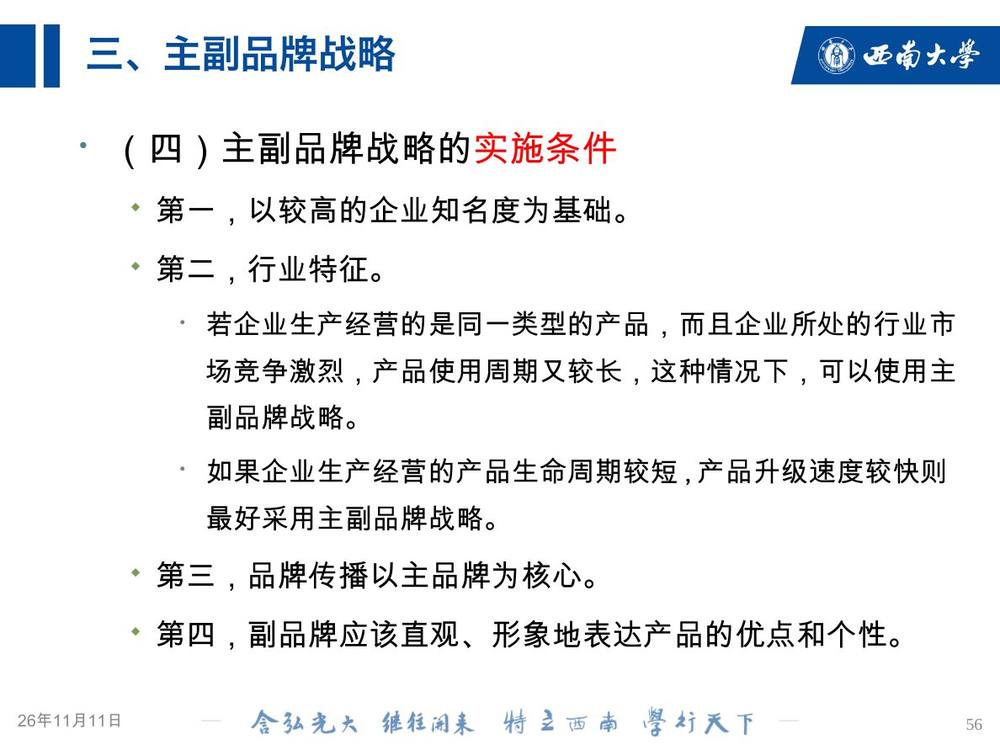 三、主副品牌战略
西南大学
（四）主副品牌战略的实施条件
第一，以较高的企业知名度为基础。
第二，行业特征。
若企业生产经营的是同一类型的产品，而且企业所处的行业市
场竞争激烈，产品使用周期又较长，这种情况下，可以使用主
副品牌战略。
如果企业生产经营的产品生命周期较短,产品升级速度较快则
最好采用主副品牌战略。
第三，品牌传播以主品牌为核心。
第四，副品牌应该直观、形象地表达产品的优点和个性。
26年11月11日
含弘光大 继往开来 特立西南 学行天下
56